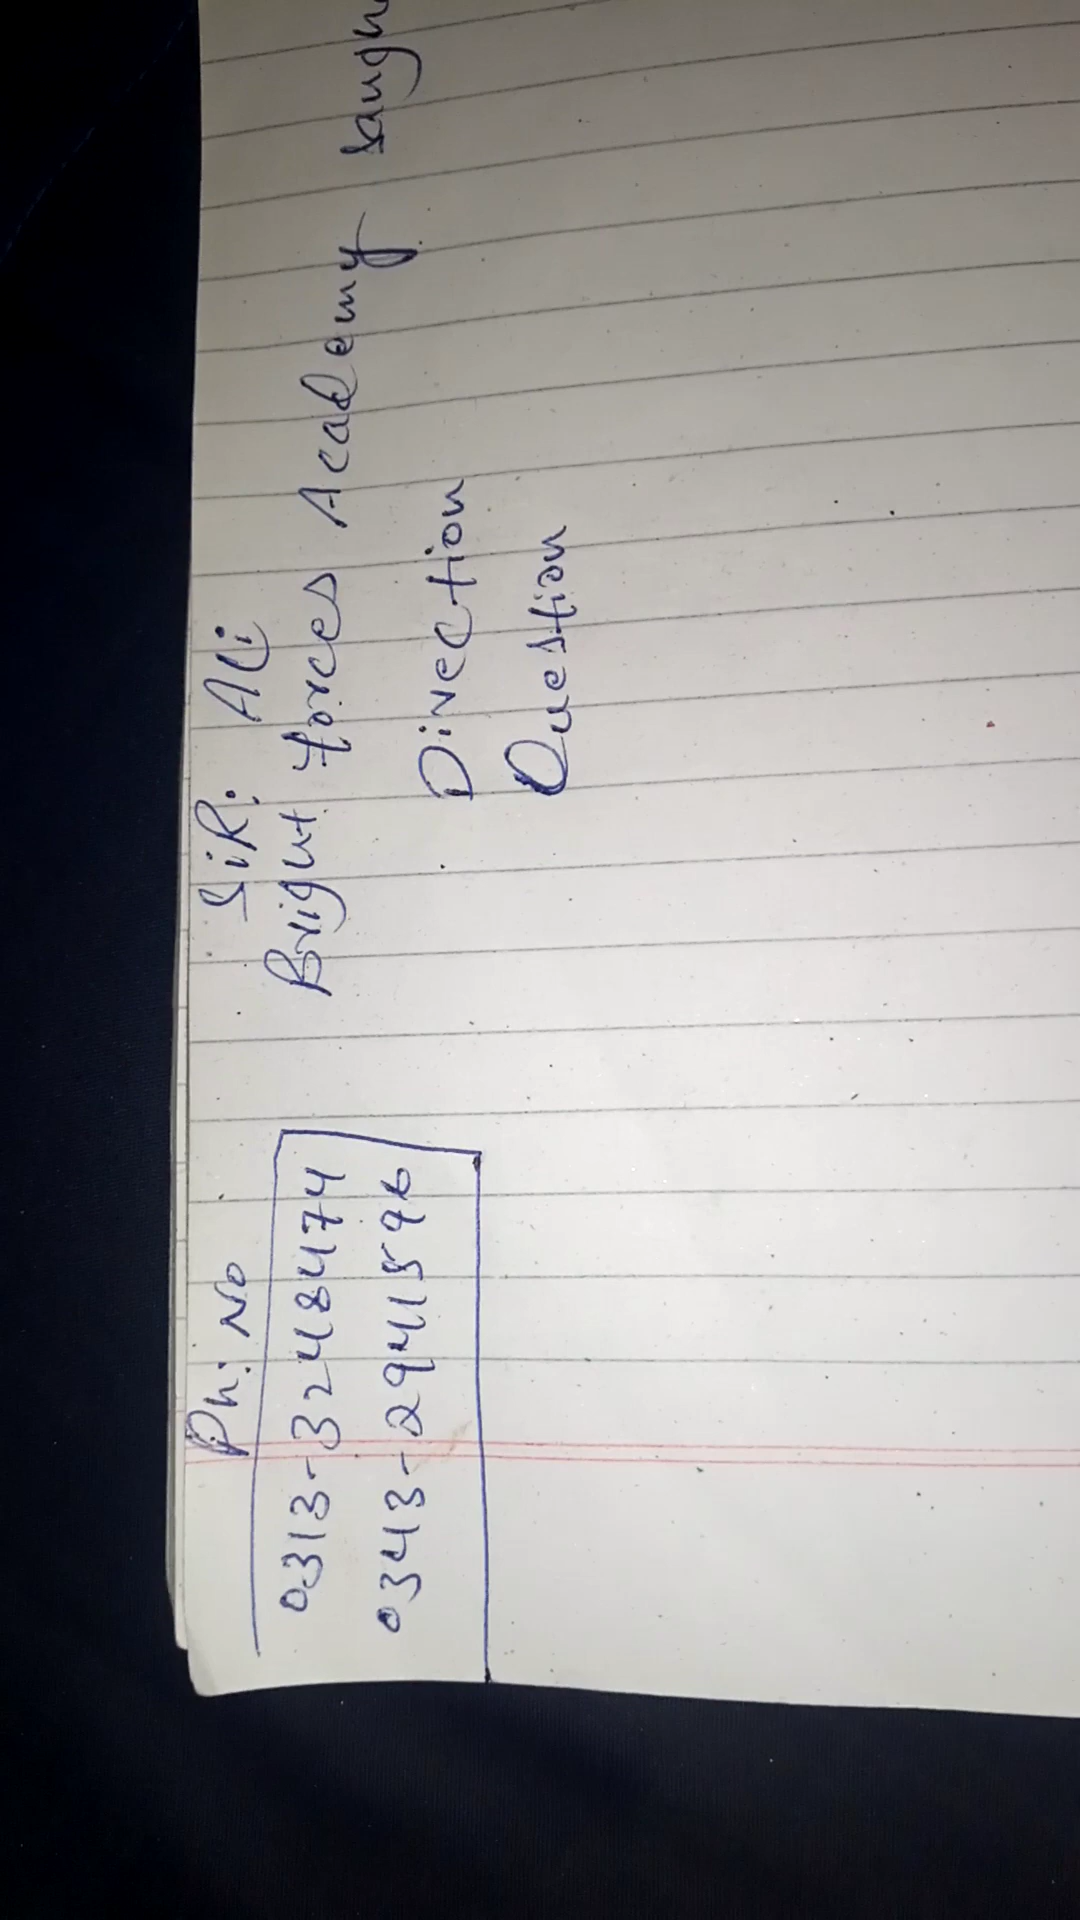 Ph: No
0313-3248474
0343-2941596
SiR: Ali
Bright forces Academy
Direction
Question